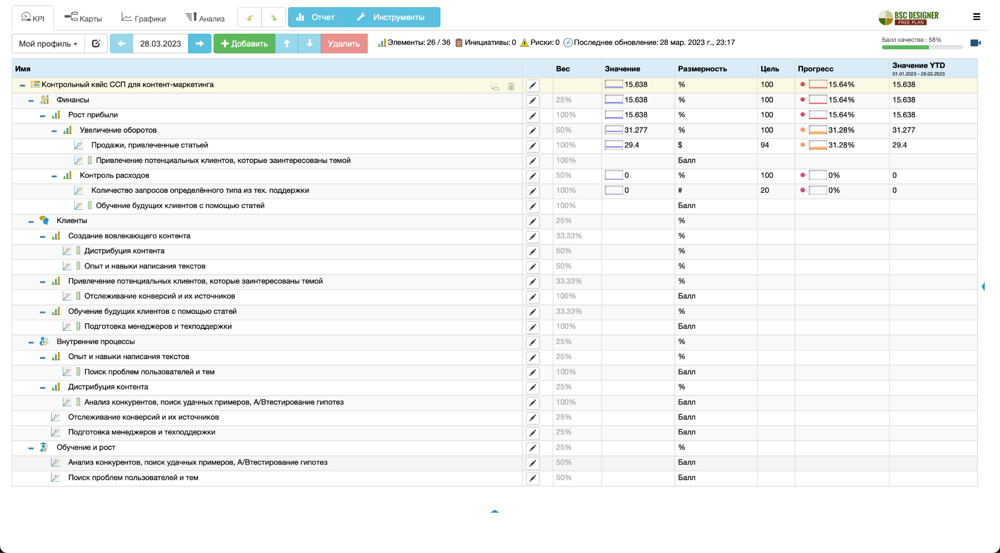 KPI Карты Графики Анализ Отчет Инструменты BSC DESIGNER
FREE PLAN
Мой профиль 28.03.2023 Добавить Удалить Элементы: 26 / 36 Инициативы: 0 Риски: 0 Последнее обновление: 28 мар. 2023 г., 23:17 Балл качества : 58%
Имя Вес Значение Размерность Цель Прогресс Значение YTD
01.01.2023 - 28.03.2023
Контрольный кейс ССП для контент-маркетинга 15.638 % 100 15.64% 15.638
Финансы 25% 15.638 % 100 15.64% 15.638
Рост прибыли 100% 15.638 % 100 15.64% 15.638
Увеличение оборотов 50% 31.277 % 100 31.28% 31.277
Продажи, привлеченные статьей 100% 29.4 $ 94 31.28% 29.4
Привлечение потенциальных клиентов, которые заинтересованы темой 100% Балл
Контроль расходов 50% 0 % 100 0% 0
Количество запросов определённого типа из тех. поддержки 100% 0 # 20 0% 0
Обучение будущих клиентов с помощью статей 100% Балл
Клиенты 25% %
Создание вовлекающего контента 33.33% %
Дистрибуция контента 50% %
Опыт и навыки написания текстов 50% %
Привлечение потенциальных клиентов, которые заинтересованы темой 33.33% %
Отслеживание конверсий и их источников 100% Балл
Обучение будущих клиентов с помощью статей 33.33% %
Подготовка менеджеров и техподдержки 100% Балл
Внутренние процессы 25% %
Опыт и навыки написания текстов 25% %
Поиск проблем пользователей и тем 100% Балл
Дистрибуция контента 25% %
Анализ конкурентов, поиск удачных примеров, А/Втестирование гипотез 100% Балл
Отслеживание конверсий и их источников 25% Балл
Подготовка менеджеров и техподдержки 25% Балл
Обучение и рост 25% %
Анализ конкурентов, поиск удачных примеров, А/Втестирование гипотез 50% Балл
Поиск проблем пользователей и тем 50% Балл